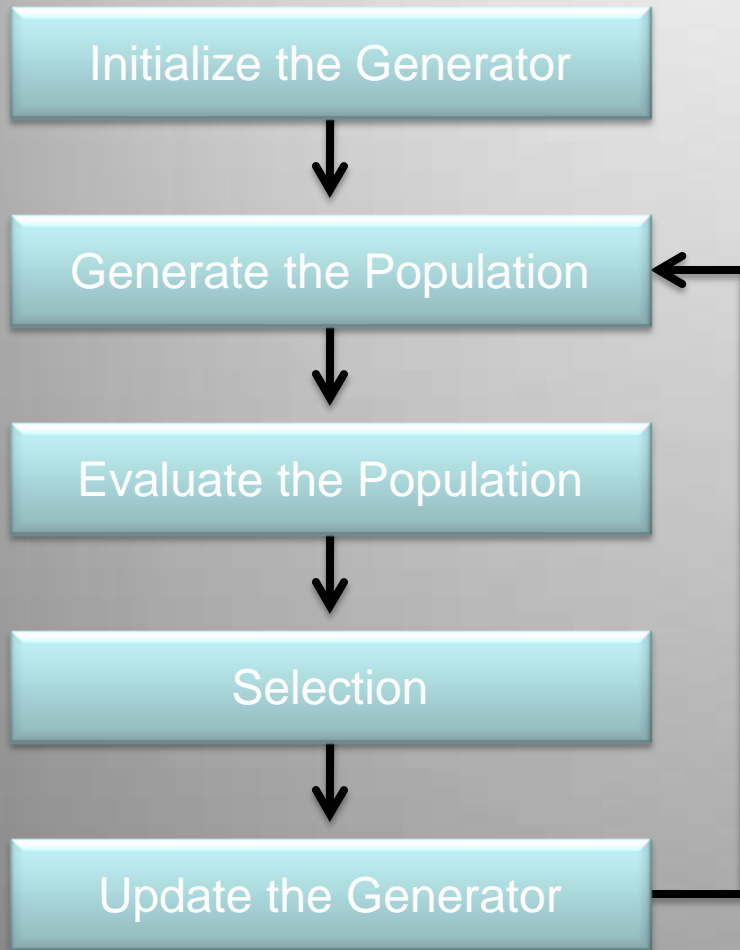 Initialize the Generator
Generate the Population
Evaluate the Population
Selection
Update the Generator